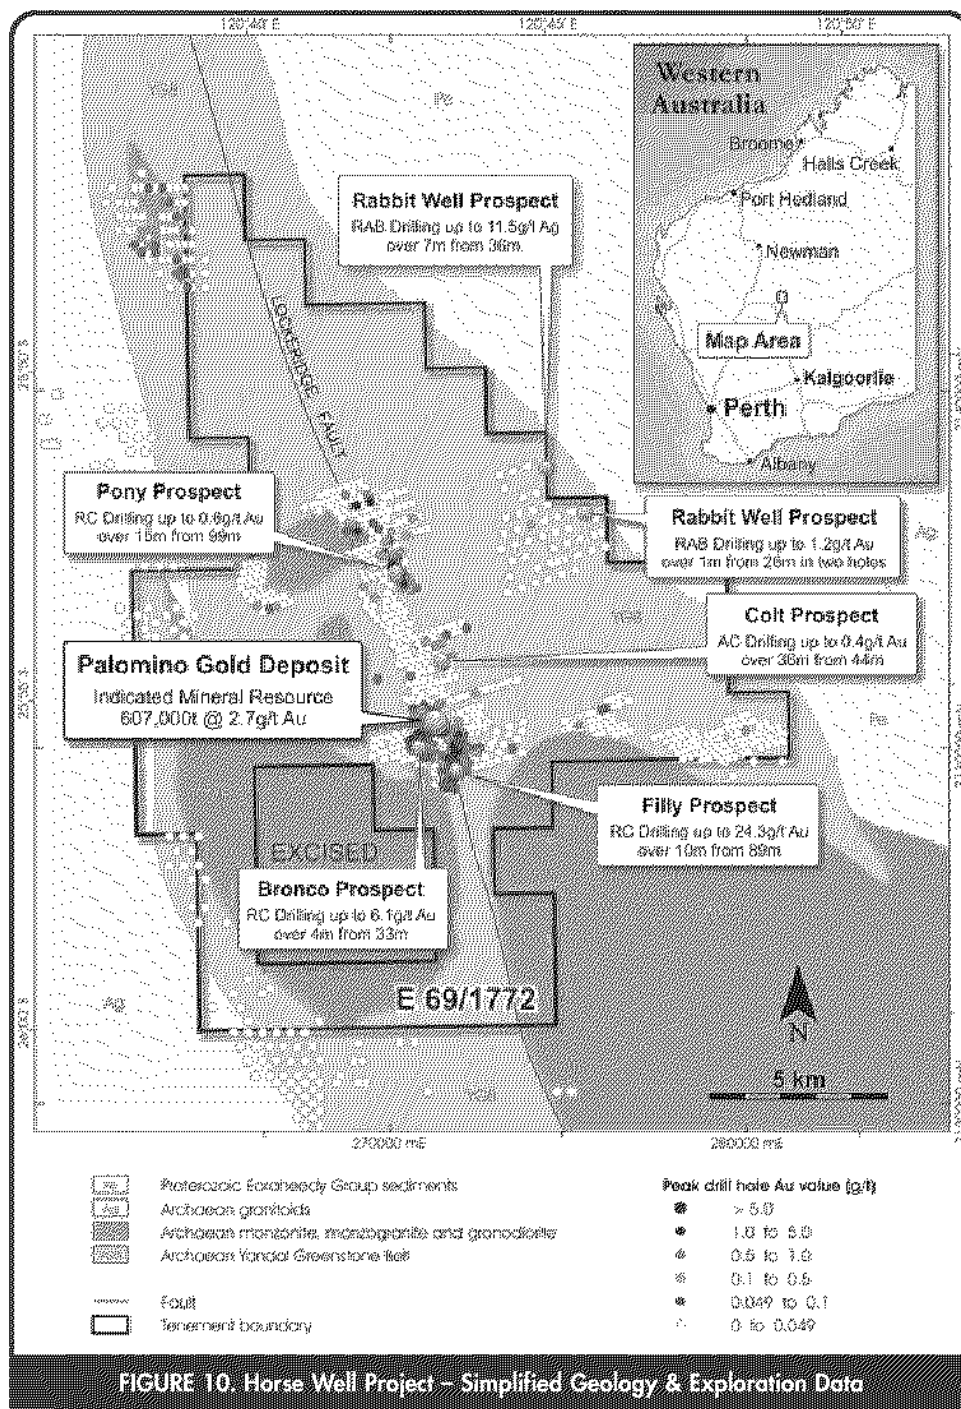 120°40' E
120°50' E
Western
Australia
Broome
Halls Creek
Port Hedland
Newman
Map Area
Kalgoorlie
Perth
Albany
Pe
Rabbit Well Prospect
RAB Drilling up to 11.5g/t Ag
over 7m from 36m.
LOCKERIDGE FAULT
Pony Prospect
RC Drilling up to 0.6g/t Au
over 15m from 99m
Rabbit Well Prospect
RAB Drilling up to 1.2g/t Au
over 1m from 26m in two holes
Ag
Colt Prospect
AC Drilling up to 0.4g/t Au
over 36m from 44m
Palomino Gold Deposit
Indicated Mineral Resource
607,000t @ 2.7g/t Au
Pe
Filly Prospect
RC Drilling up to 24.3g/t Au
over 10m from 89m
EXCISED
Bronco Prospect
RC Drilling up to 6.1g/t Au
over 4m from 33m
E 69/1772
Ag
N
5 km
270000 mE
280000 mE
Proterozoic Earaheedy Group sediments
Archaean granitoids
Archaean monzonite, monzogranite and granodiorite
Archaean Yandal Greenstone Belt
Fault
Tenement boundary
Peak drill hole Au value (g/t)
> 5.0
1.0 to 5.0
0.5 to 1.0
0.1 to 0.5
0.049 to 0.1
0 to 0.049
FIGURE 10. Horse Well Project – Simplified Geology & Exploration Data